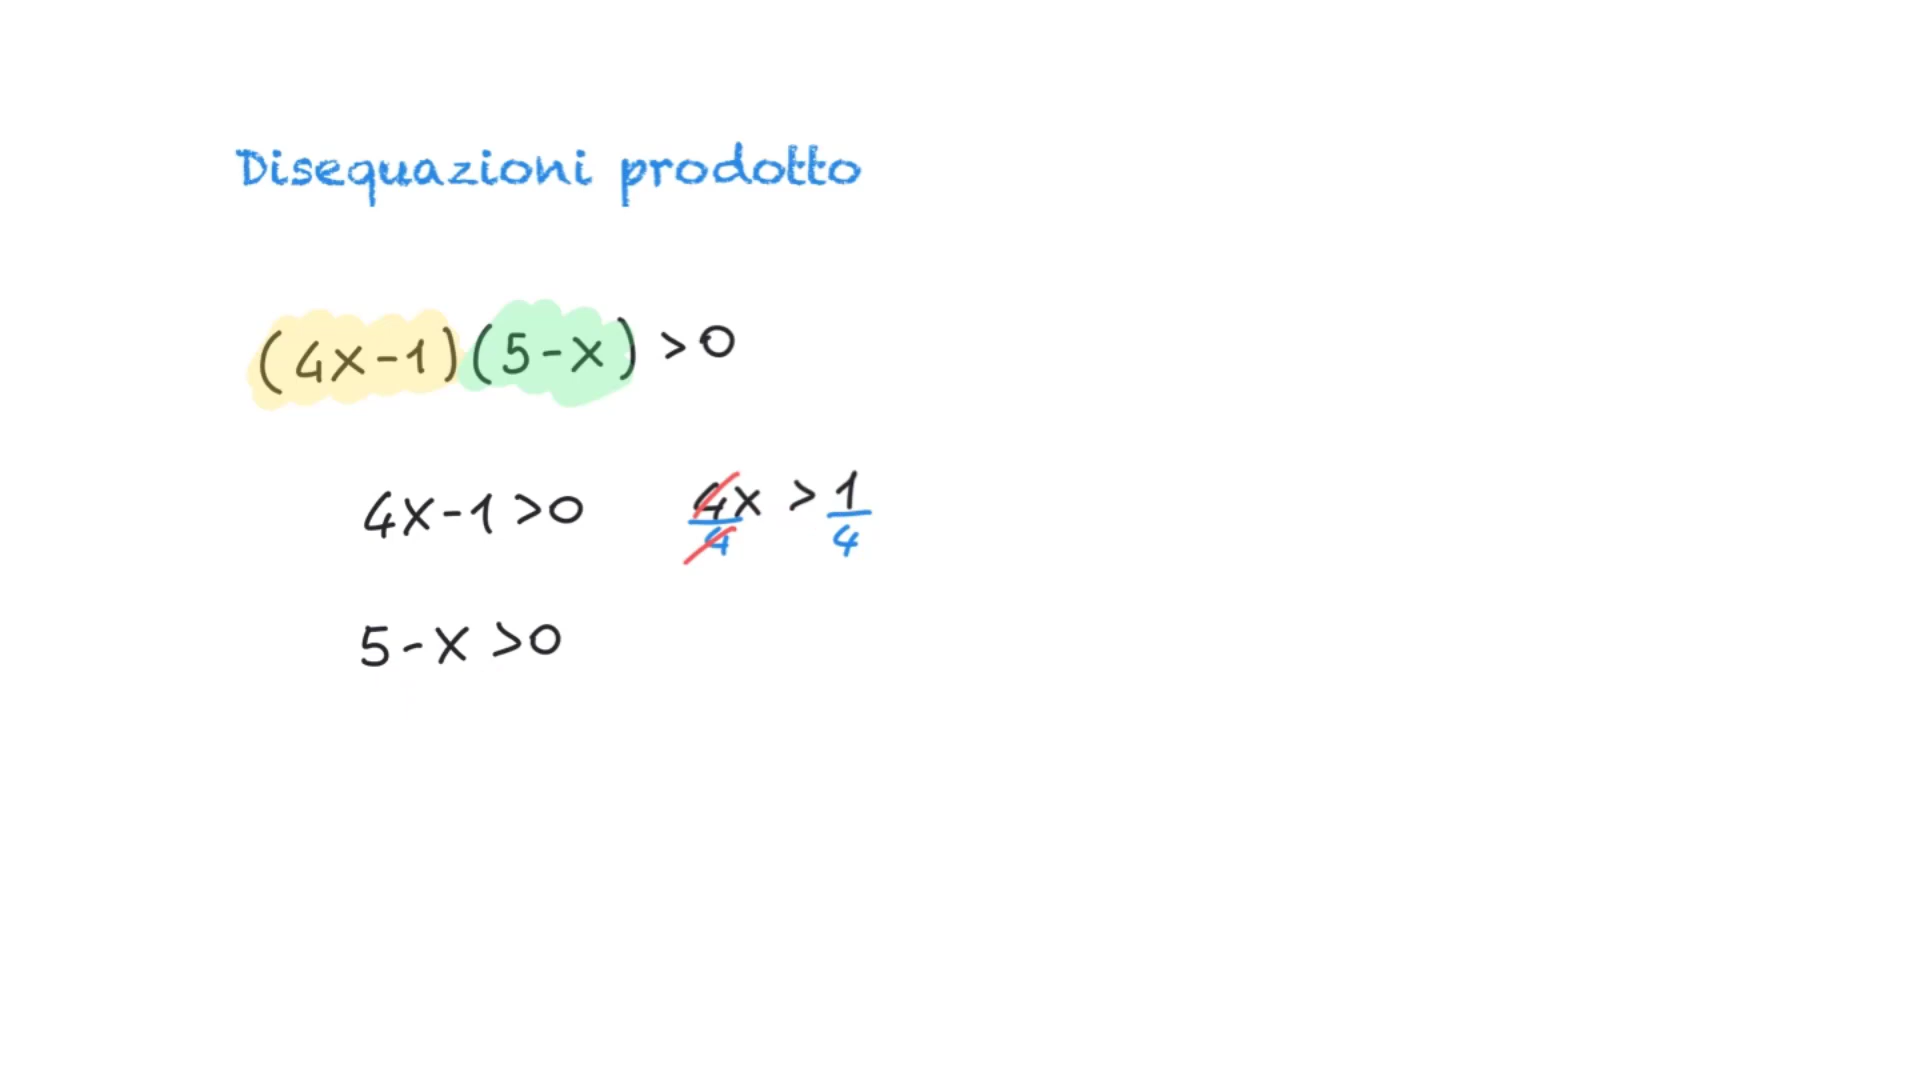 Disequazioni prodotto
(4x-1)(5-x) >0
4x-1 >0 4x/4 > 1/4
5-x >0